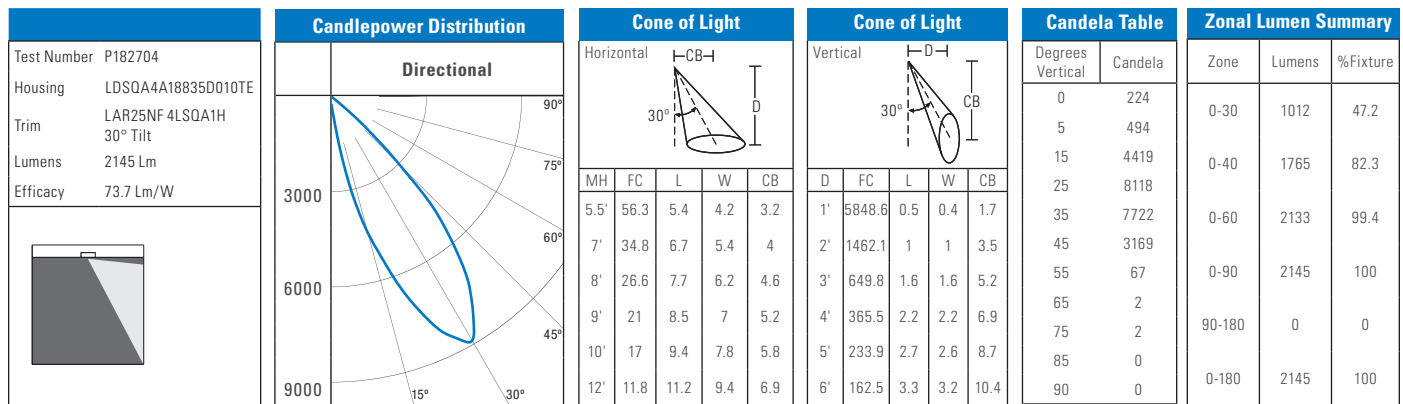 Test Number P182704
Housing LDSQA4A18835D010TE
Trim LAR25NF 4LSQA1H
30° Tilt
Lumens 2145 Lm
Efficacy 73.7 Lm/W
Candlepower Distribution
Directional
90º
75º
3000
60º
6000
45º
9000
15º
30º
Cone of Light
Horizontal
CB
30º
D
MH FC L W CB
5.5' 56.3 5.4 4.2 3.2
7' 34.8 6.7 5.4 4
8' 26.6 7.7 6.2 4.6
9' 21 8.5 7 5.2
10' 17 9.4 7.8 5.8
12' 11.8 11.2 9.4 6.9
Cone of Light
Vertical
D
30º
CB
D FC L W CB
1' 5848.6 0.5 0.4 1.7
2' 1462.1 1 1 3.5
3' 649.8 1.6 1.6 5.2
4' 365.5 2.2 2.2 6.9
5' 233.9 2.7 2.6 8.7
6' 162.5 3.3 3.2 10.4
Candela Table
Degrees
Vertical
Candela
0 224
5 494
15 4419
25 8118
35 7722
45 3169
55 67
65 2
75 2
85 0
90 0
Zonal Lumen Summary
Zone Lumens %Fixture
0-30 1012 47.2
0-40 1765 82.3
0-60 2133 99.4
0-90 2145 100
90-180 0 0
0-180 2145 100